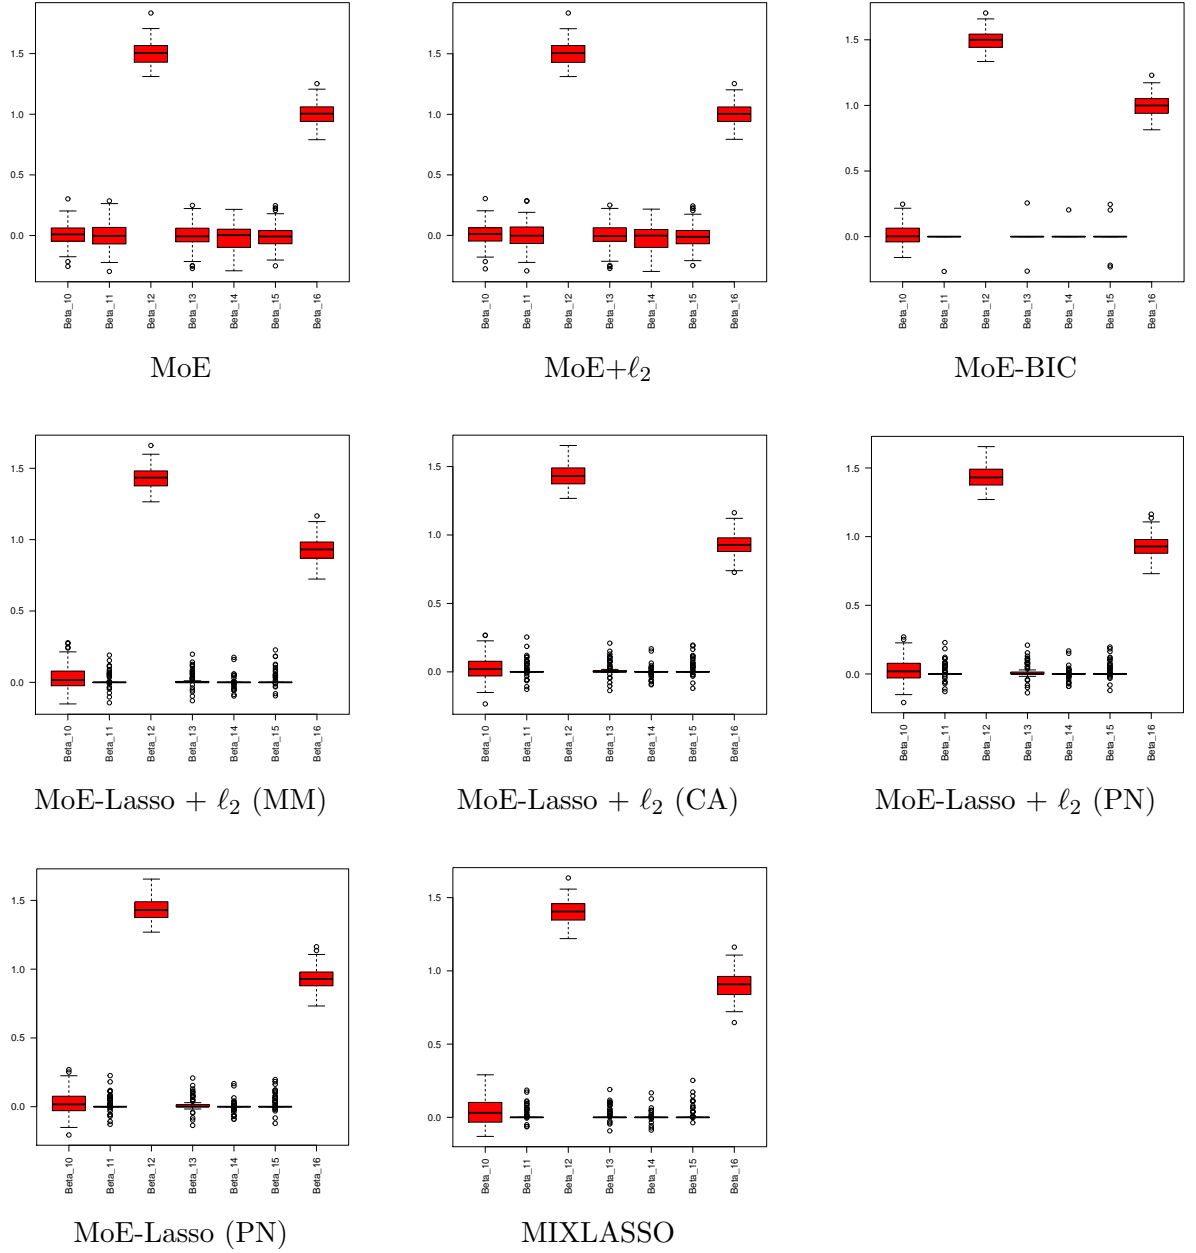 1.5
1.0
0.5
0.0
Beta_10
Beta_11
Beta_12
Beta_13
Beta_14
Beta_15
Beta_16
MoE
1.5
1.0
0.5
0.0
Beta_10
Beta_11
Beta_12
Beta_13
Beta_14
Beta_15
Beta_16
MoE+ℓ₂
1.5
1.0
0.5
0.0
Beta_10
Beta_11
Beta_12
Beta_13
Beta_14
Beta_15
Beta_16
MoE-BIC
1.5
1.0
0.5
0.0
Beta_10
Beta_11
Beta_12
Beta_13
Beta_14
Beta_15
Beta_16
MoE-Lasso + ℓ₂ (MM)
1.5
1.0
0.5
0.0
Beta_10
Beta_11
Beta_12
Beta_13
Beta_14
Beta_15
Beta_16
MoE-Lasso + ℓ₂ (CA)
1.5
1.0
0.5
0.0
Beta_10
Beta_11
Beta_12
Beta_13
Beta_14
Beta_15
Beta_16
MoE-Lasso + ℓ₂ (PN)
1.5
1.0
0.5
0.0
Beta_10
Beta_11
Beta_12
Beta_13
Beta_14
Beta_15
Beta_16
MoE-Lasso (PN)
1.5
1.0
0.5
0.0
Beta_10
Beta_11
Beta_12
Beta_13
Beta_14
Beta_15
Beta_16
MIXLASSO